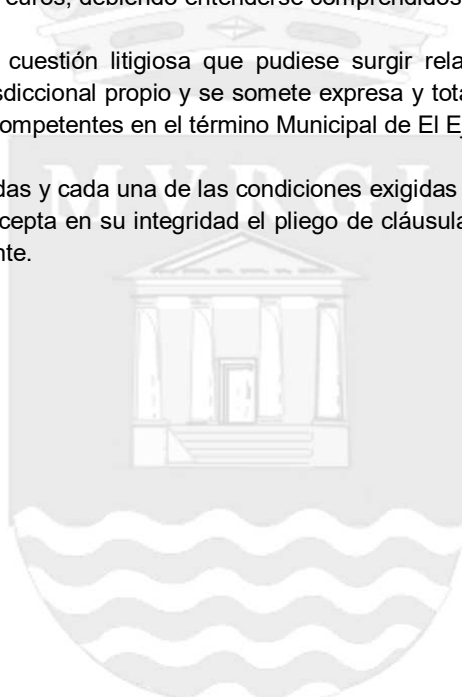 euros, debiendo entenderse comprendidos
cuestión litigiosa que pudiese surgir rela
sdiccional propio y se somete expresa y tota
ompetentes en el término Municipal de El Ej
das y cada una de las condiciones exigidas
cepta en su integridad el pliego de cláusula
nte.
MVRGI